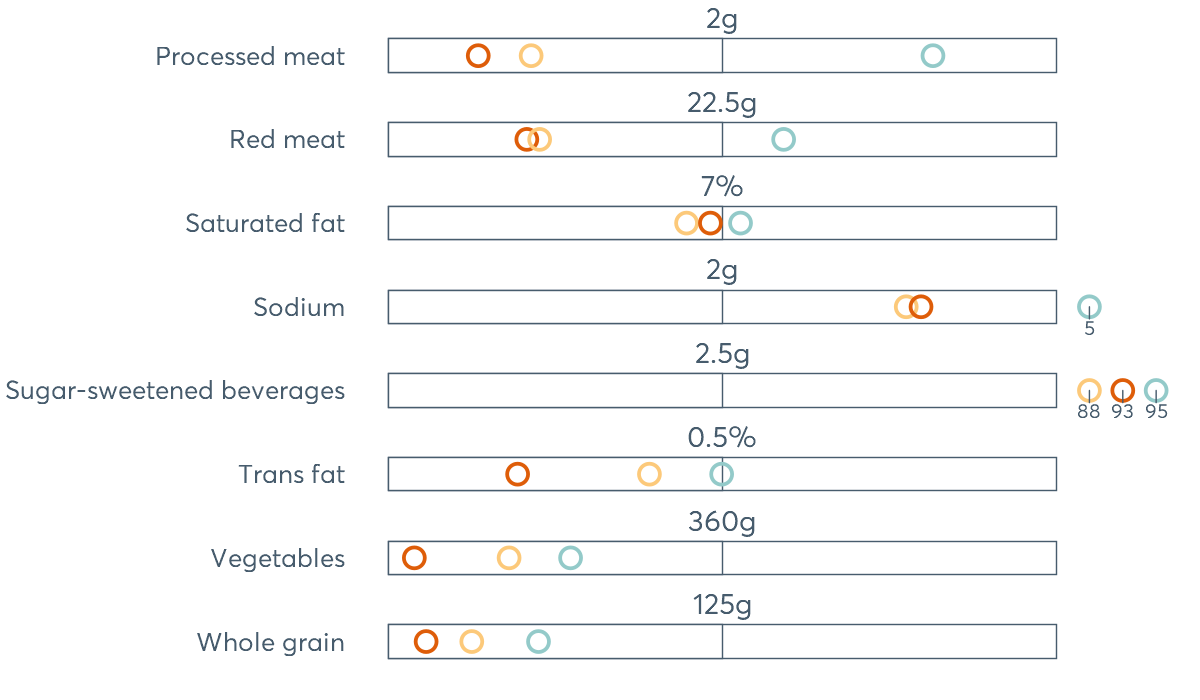 2g
Processed meat
22.5g
Red meat
7%
Saturated fat
2g
Sodium
5
2.5g
Sugar-sweetened beverages
88 93 95
0.5%
Trans fat
360g
Vegetables
125g
Whole grain